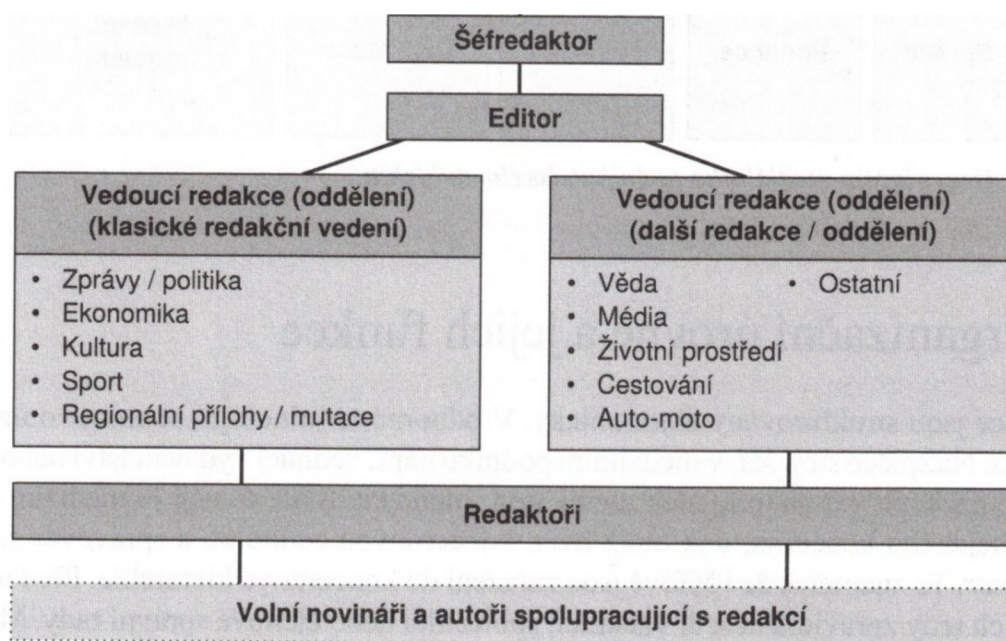 Šéfredaktor
Editor
Vedoucí redakce (oddělení)
(klasické redakční vedení)
• Zprávy / politika
• Ekonomika
• Kultura
• Sport
• Regionální přílohy / mutace
Vedoucí redakce (oddělení)
(další redakce / oddělení)
• Věda
• Média
• Životní prostředí
• Cestování
• Auto-moto
• Ostatní
Redaktoři
Volní novináři a autoři spolupracující s redakcí